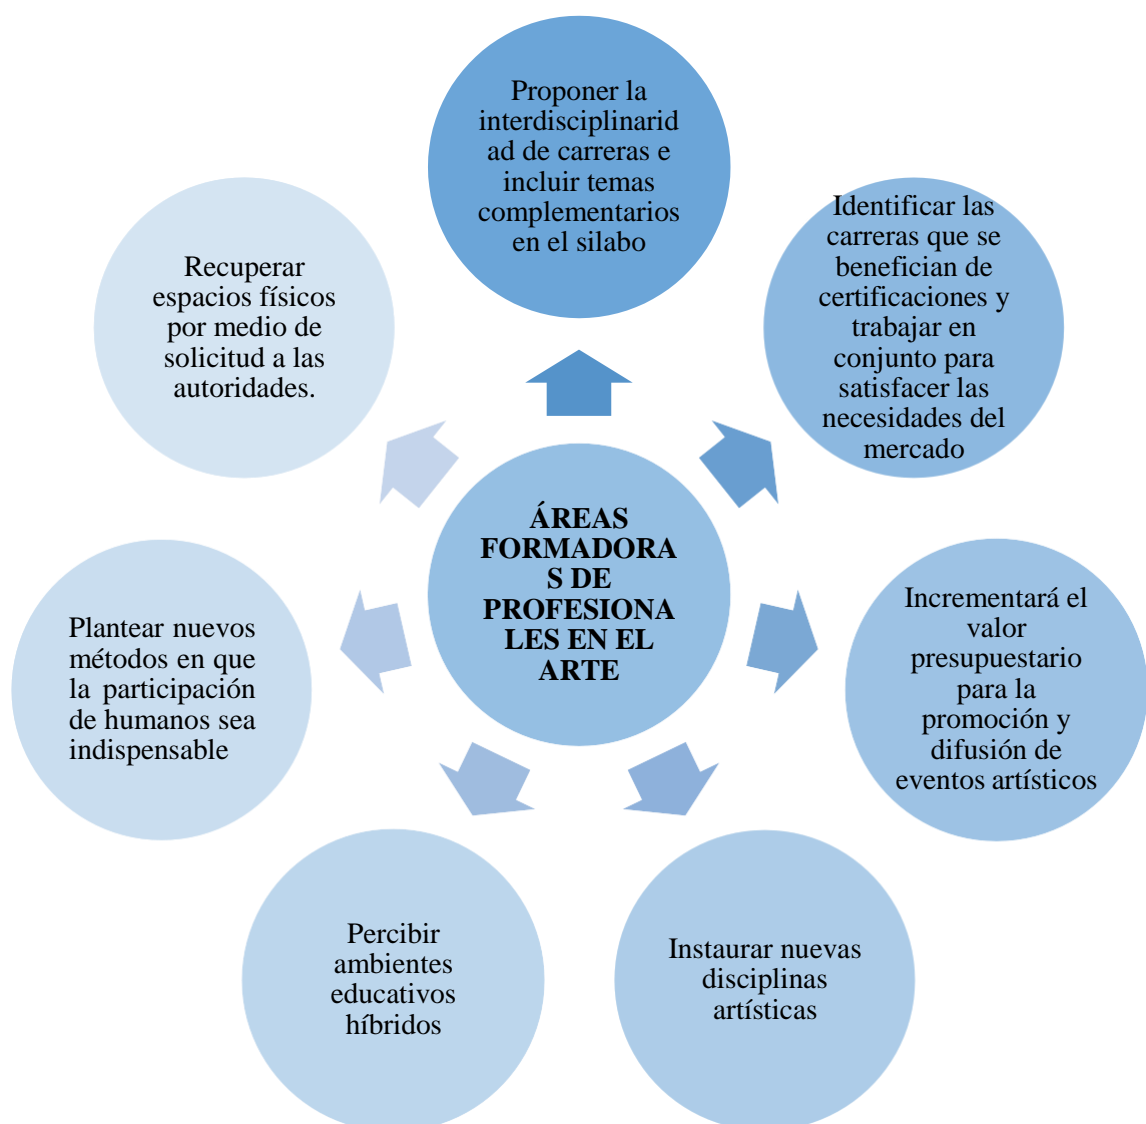 Proponer la
interdisciplinarid
ad de carreras e
incluir temas
complementarios
en el silabo
Identificar las
carreras que se
benefician de
certificaciones y
trabajar en
conjunto para
satisfacer las
necesidades del
mercado
Incrementará el
valor
presupuestario
para la
promoción y
difusión de
eventos artísticos
Instaurar nuevas
disciplinas
artísticas
Percibir
ambientes
educativos
híbridos
Plantear nuevos
métodos en que
la participación
de humanos sea
indispensable
Recuperar
espacios físicos
por medio de
solicitud a las
autoridades.
ÁREAS
FORMADORA
S DE
PROFESIONA
LES EN EL
ARTE